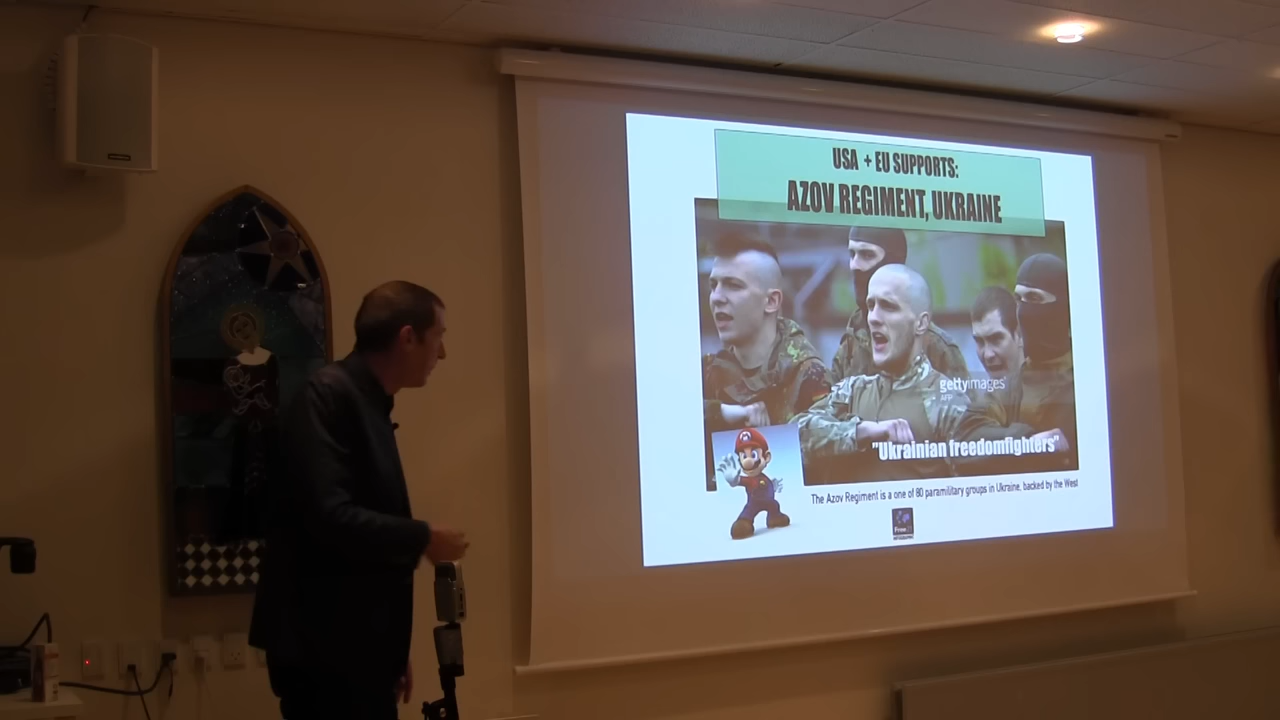 USA + EU SUPPORTS:
AZOV REGIMENT, UKRAINE
gettyimages
AFP
"Ukrainian freedomfighters"
The Azov Regiment is a one of 80 paramilitary groups in Ukraine, backed by the West